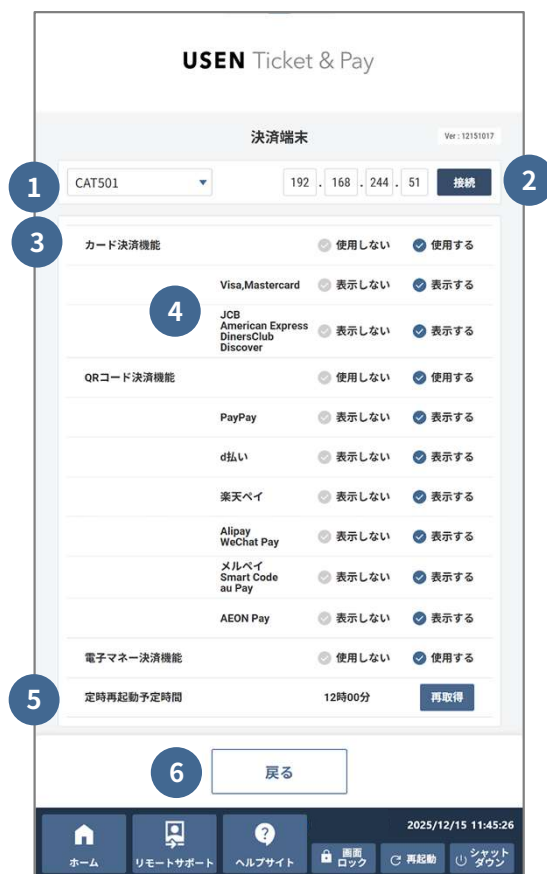 USEN Ticket & Pay
決済端末
Ver : 12151017
1
CAT501
192 . 168 . 244 . 51
接続
2
3
カード決済機能 使用しない 使用する
4
Visa,Mastercard 表示しない 表示する
JCB
American Express
DinersClub
Discover
表示しない 表示する
QRコード決済機能 使用しない 使用する
PayPay 表示しない 表示する
d払い 表示しない 表示する
楽天ペイ 表示しない 表示する
Alipay
WeChat Pay
表示しない 表示する
メルペイ
Smart Code
au Pay
表示しない 表示する
AEON Pay 表示しない 表示する
電子マネー決済機能 使用しない 使用する
5
定時再起動予定時間 12時00分 再取得
6
戻る
2025/12/15 11:45:26
ホーム
リモートサポート
?
ヘルプサイト
画面
ロック
再起動
シャット
ダウン